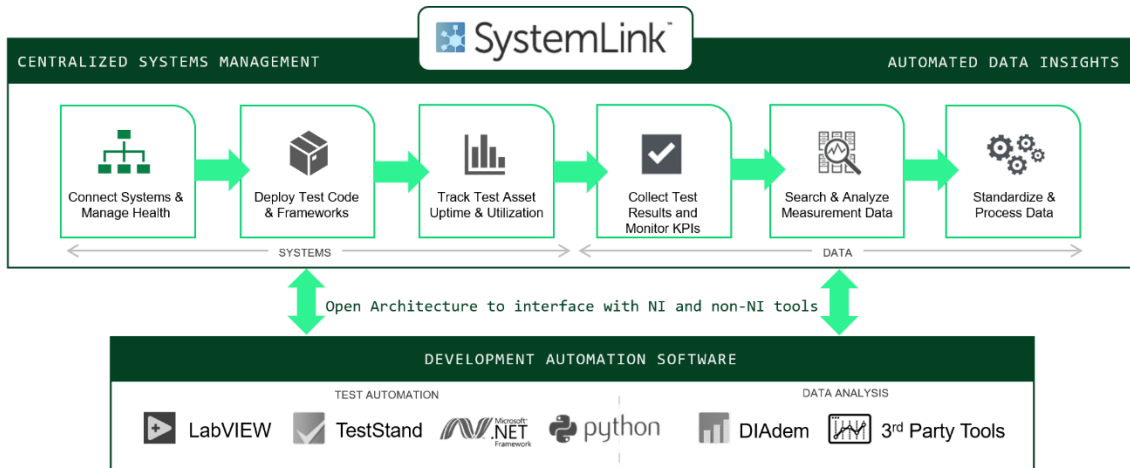 SystemLink™
CENTRALIZED SYSTEMS MANAGEMENT
AUTOMATED DATA INSIGHTS
Connect Systems &
Manage Health
Deploy Test Code
& Frameworks
Track Test Asset
Uptime & Utilization
Collect Test
Results and
Monitor KPIs
Search & Analyze
Measurement Data
Standardize &
Process Data
SYSTEMS
DATA
Open Architecture to interface with NI and non-NI tools
DEVELOPMENT AUTOMATION SOFTWARE
TEST AUTOMATION
DATA ANALYSIS
LabVIEW
TestStand
Microsoft®
.NET
Framework
python
DIAdem
3rd Party Tools